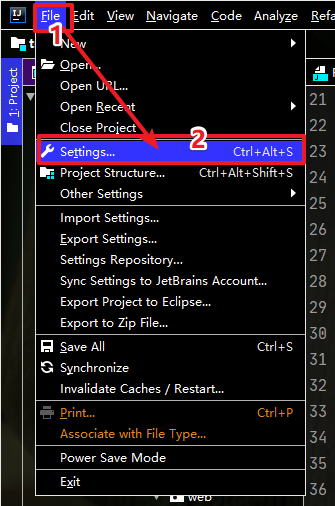 IJ File Edit View Navigate Code Analyze Refact
1
1: Project
New
Open...
Open URL...
Open Recent
Close Project
2
Settings... Ctrl+Alt+S
Project Structure... Ctrl+Alt+Shift+S
Other Settings
Import Settings...
Export Settings...
Settings Repository...
Sync Settings to JetBrains Account...
Export Project to Eclipse...
Export to Zip File...
Save All Ctrl+S
Synchronize
Invalidate Caches / Restart...
Print... Ctrl+P
Associate with File Type...
Power Save Mode
Exit
web
21
22
23
24
25
26
27
28
29
30
31
32
33
34
35
36